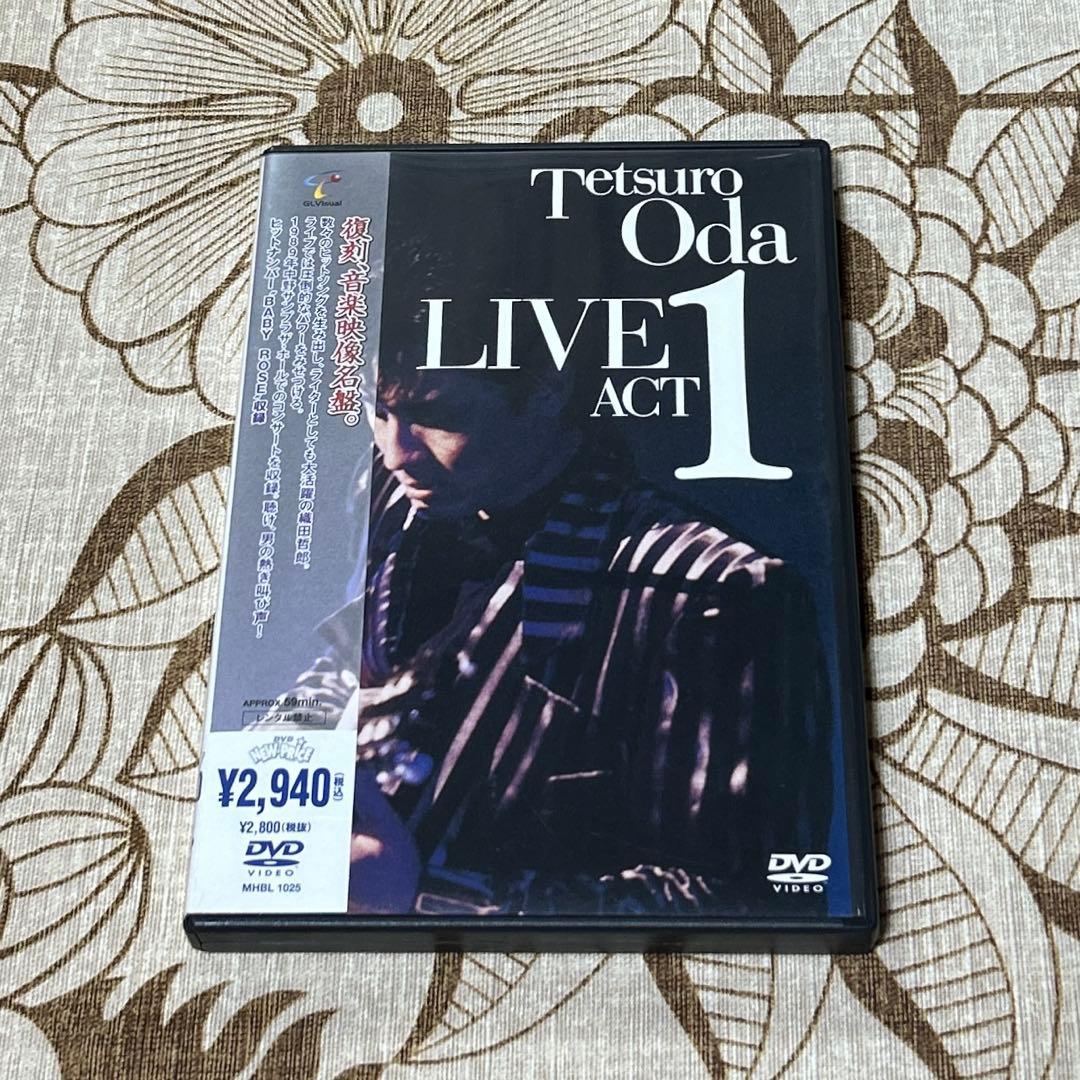 GLVisual
復刻、音楽映像名盤。
数々のヒットソングを生み出し、ライターとしても大活躍の織田哲郎。
ライブでは圧倒的なパワーをみせつける。
1989年中野サンプラザ・ホールでのコンサートを収録。聴け、男の熱き叫び声!
ヒットナンバー"BABY ROSE"収録
APPROX.59min.
レンタル禁止
DVD
NEW-PRICE
¥2,940(税込)
¥2,800(税抜)
DVD
VIDEO
MHBL 1025
Tetsuro
Oda
LIVE 1
ACT
DVD
VIDEO